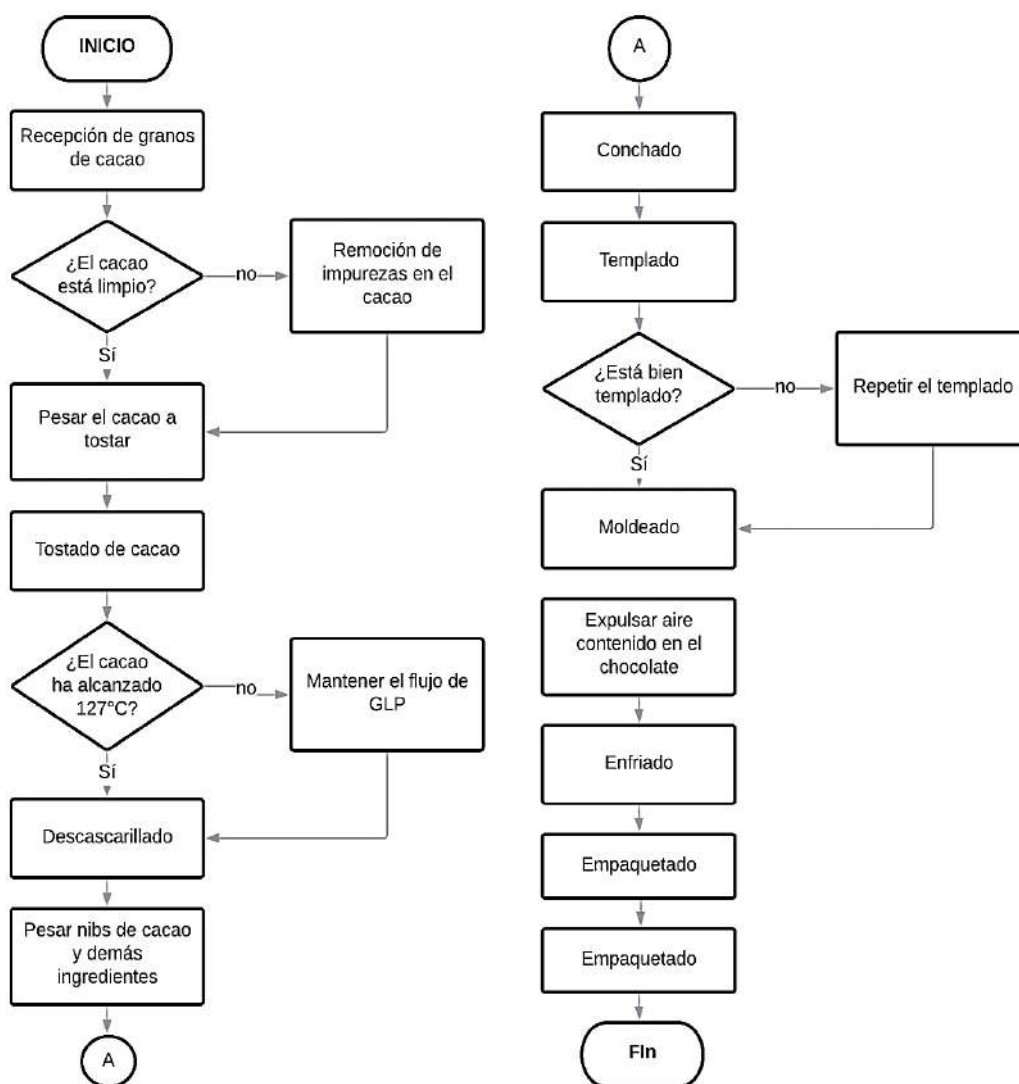 INICIO
Recepción de granos
de cacao
¿El cacao
está limpio?
no
Remoción de
impurezas en el
cacao
Sí
Pesar el cacao a
tostar
Tostado de cacao
¿El cacao
ha alcanzado
127°C?
no
Mantener el flujo de
GLP
Sí
Descascarillado
Pesar nibs de cacao
y demás
ingredientes
A
A
Conchado
Templado
¿Está bien
templado?
no
Repetir el templado
Sí
Moldeado
Expulsar aire
contenido en el
chocolate
Enfriado
Empaquetado
Empaquetado
FIn